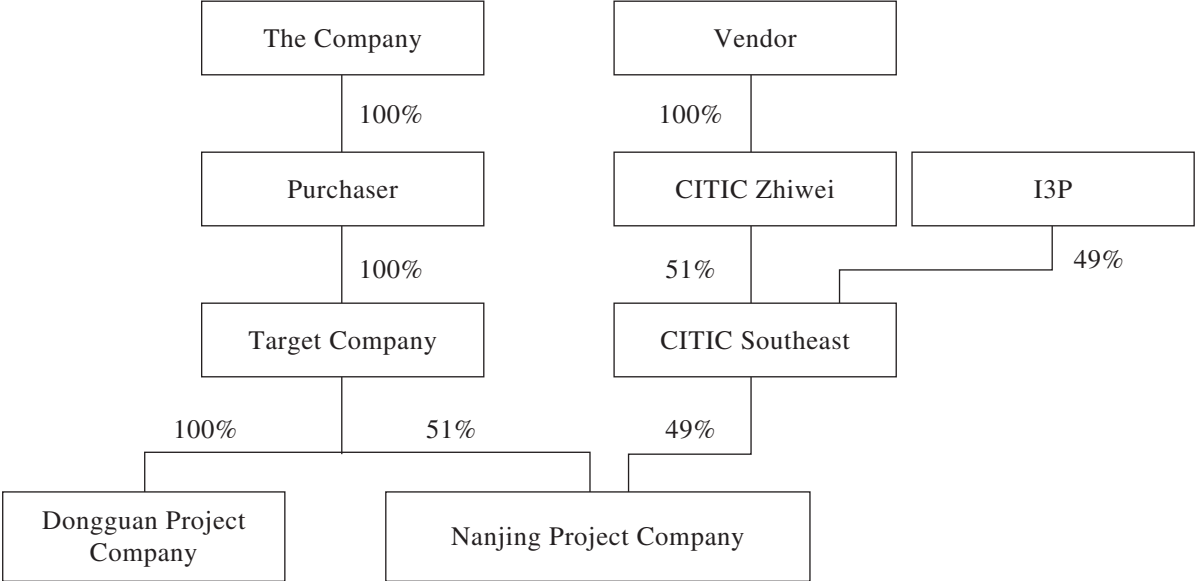 The Company
Vendor
100%
100%
Purchaser
CITIC Zhiwei
I3P
100%
51%
49%
Target Company
CITIC Southeast
100%
51%
49%
Dongguan Project
Company
Nanjing Project Company